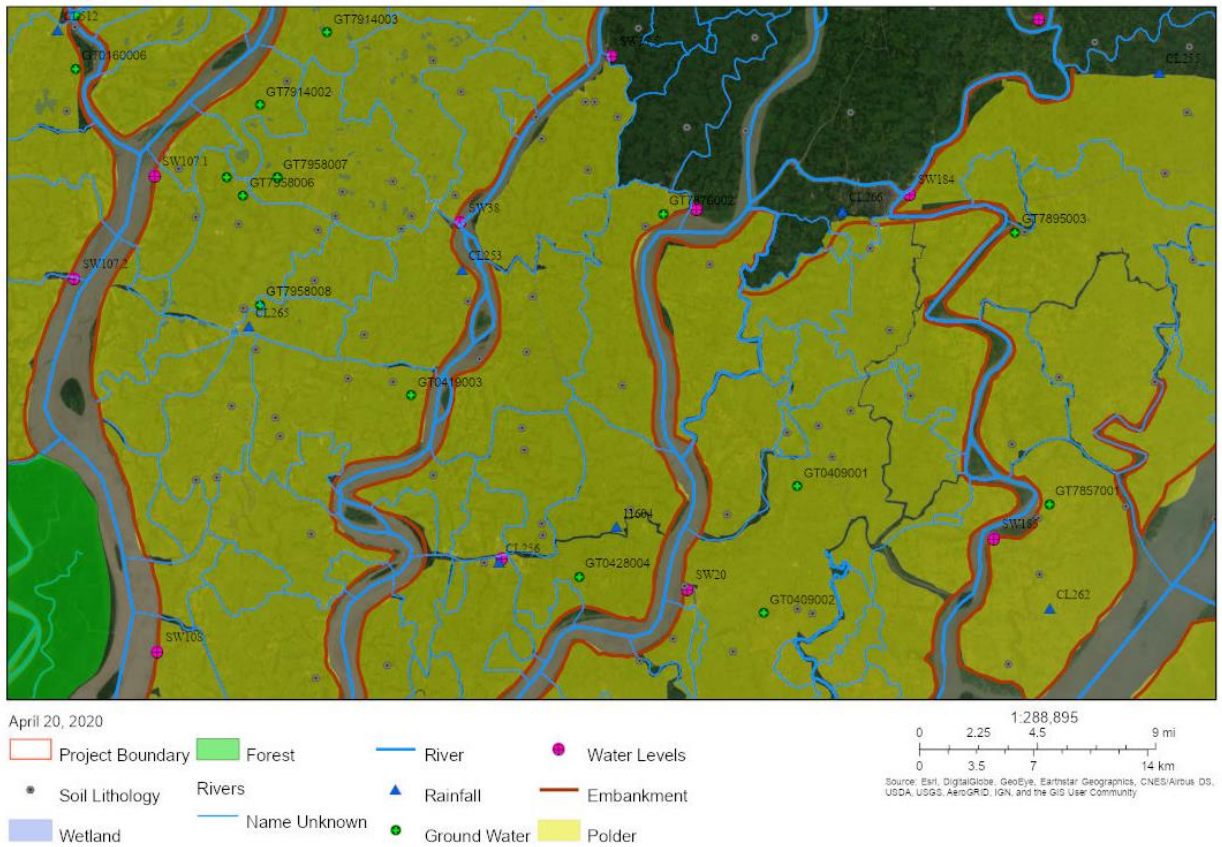 CL512
GT7914003
GT0160006
CL255
GT7914002
SW107.1
GT7958007
GT7958006
SW184
GT7876002
CL266
SW38
GT7895003
CL253
SW107.2
GT7958008
CL265
GT0419003
GT0409001
GT7857001
11604
CL256
GT0428004
SW20
CL262
GT0409002
SW108
April 20, 2020
1:288,895
0 2.25 4.5 9 mi
0 3.5 7 14 km
Project Boundary
Forest
River
Water Levels
Soil Lithology
Rivers
Rainfall
Embankment
Wetland
Name Unknown
Ground Water
Polder
Source: Esri, DigitalGlobe, GeoEye, Earthstar Geographics, CNES/Airbus DS,
USDA, USGS, AeroGRID, IGN, and the GIS User Community